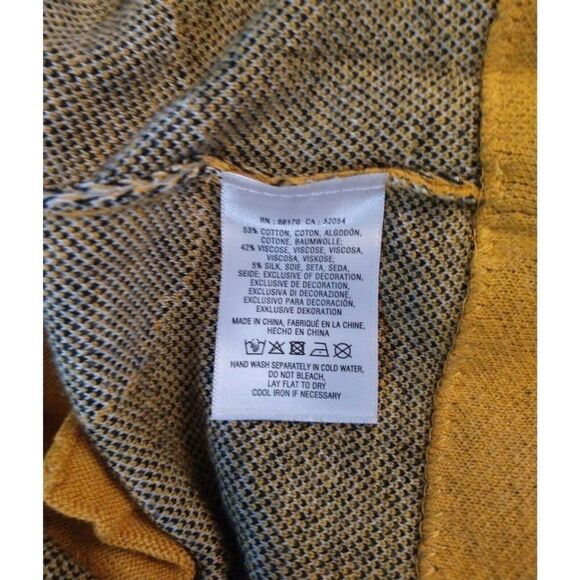 RN : 66170 CA : 52054
53% COTTON, COTON, ALGODÓN,
COTONE, BAUMWOLLE;
42% VISCOSE, VISCOSE, VISCOSA,
VISCOSA, VISKOSE;
5% SILK, SOIE, SETA, SEDA,
SEIDE; EXCLUSIVE OF DECORATION,
EXCLUSIVE DE DECORATION,
EXCLUSIVA DI DECORAZIONE,
EXCLUSIVO PARA DECORACIÓN,
EXKLUSIVE DEKORATION
MADE IN CHINA, FABRIQUÉ EN LA CHINE,
HECHO EN CHINA
HAND WASH SEPARATELY IN COLD WATER,
DO NOT BLEACH,
LAY FLAT TO DRY
COOL IRON IF NECESSARY